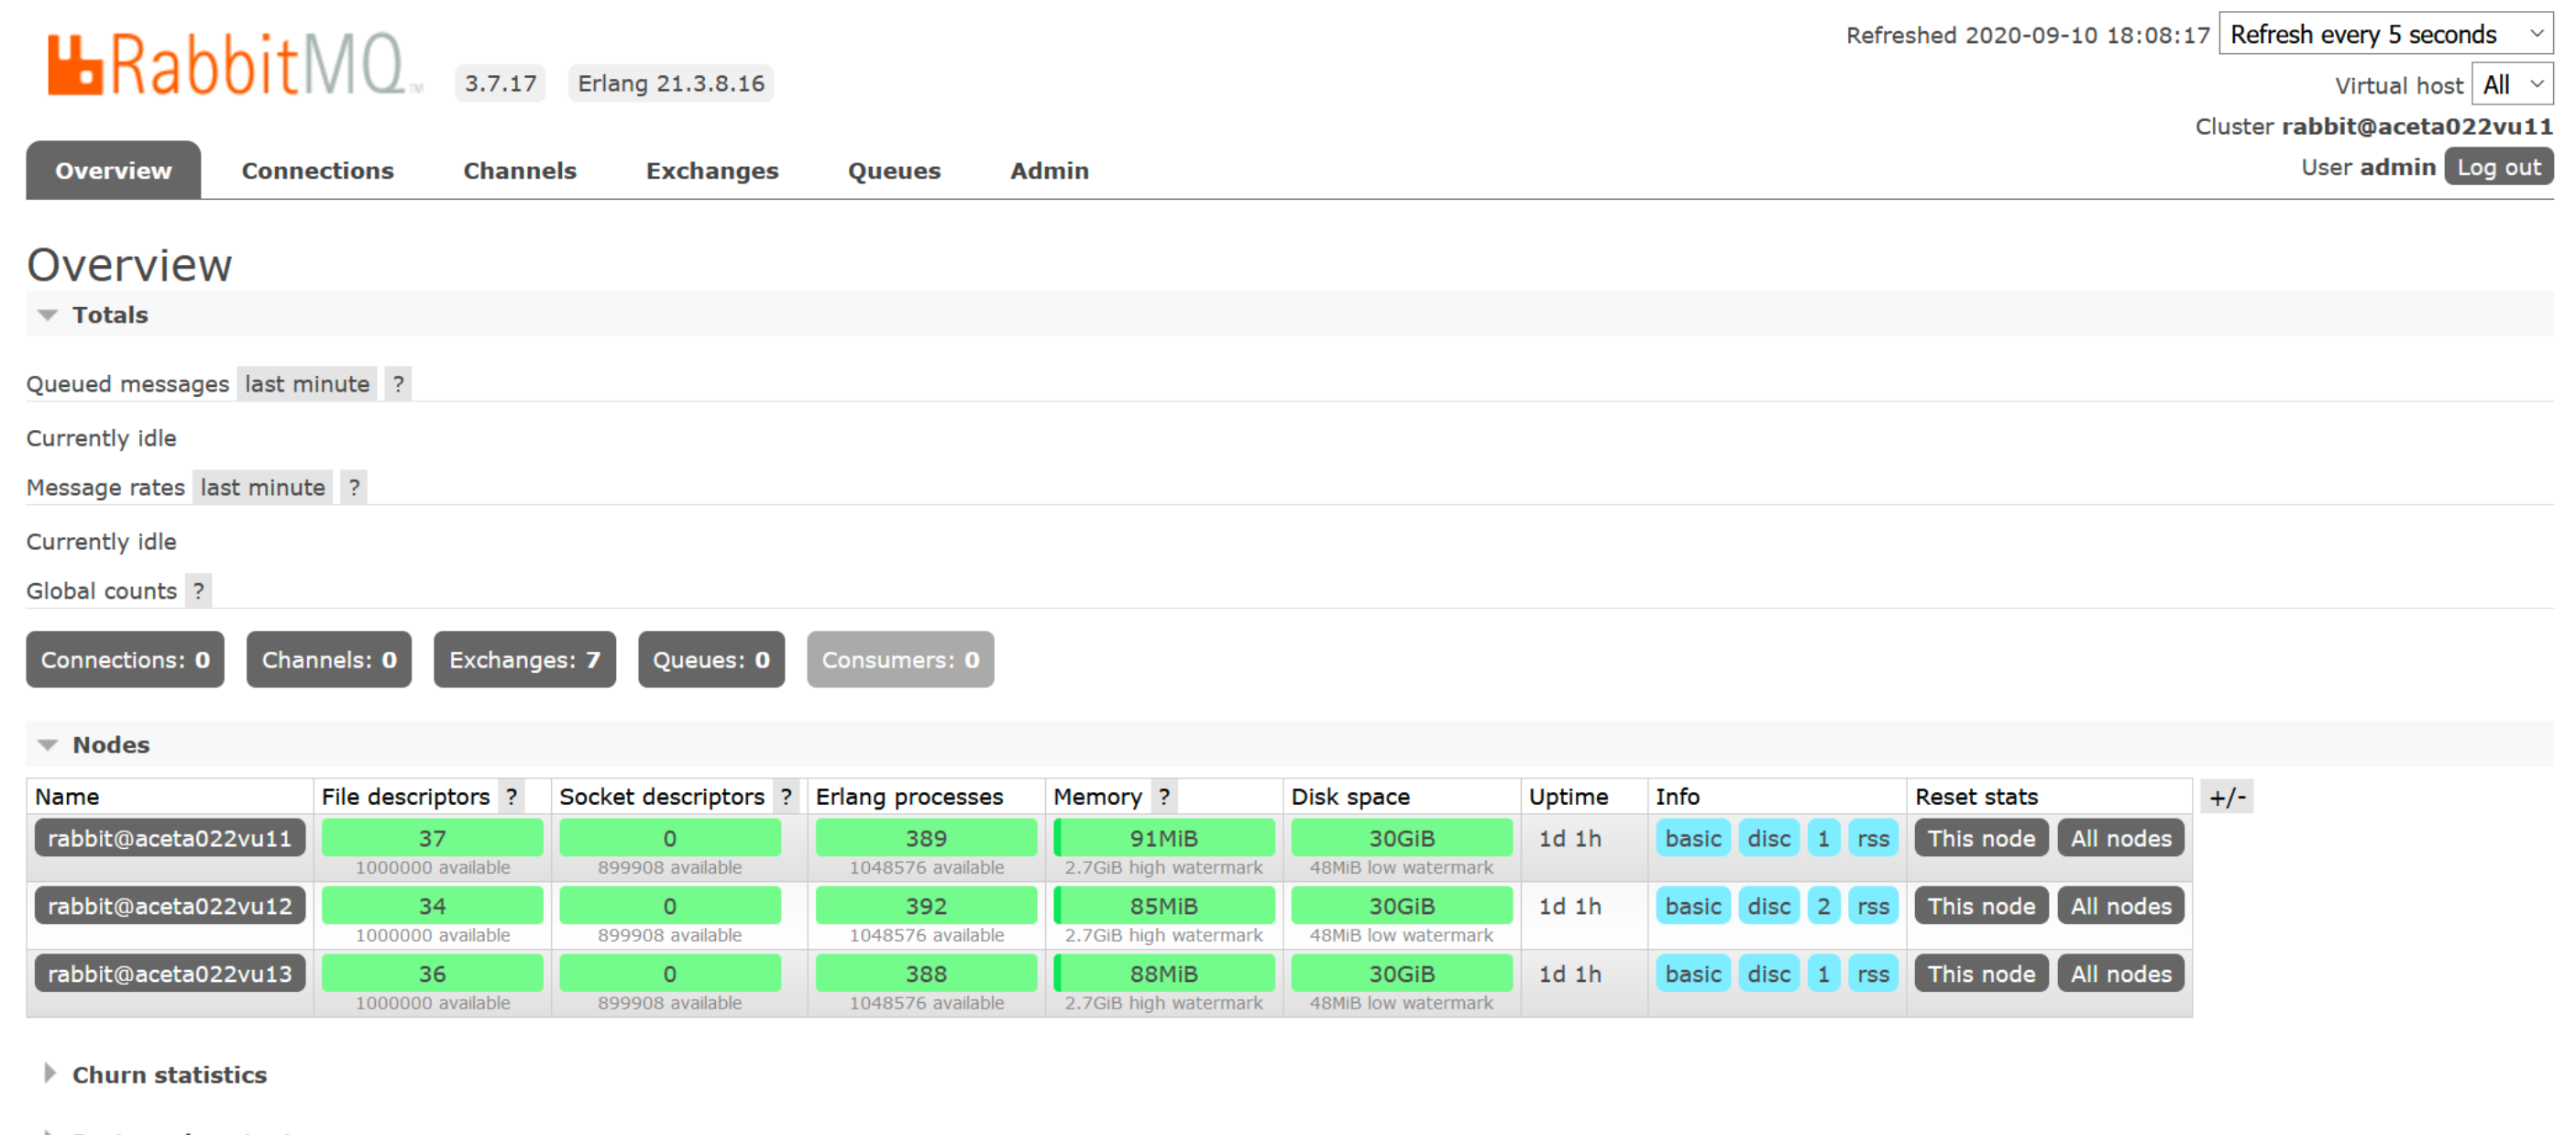 RabbitMQ TM 3.7.17 Erlang 21.3.8.16
Refreshed 2020-09-10 18:08:17 Refresh every 5 seconds
Virtual host All
Cluster rabbit@aceta022vu11
User admin Log out
Overview Connections Channels Exchanges Queues Admin
Overview
Totals
Queued messages last minute ?
Currently idle
Message rates last minute ?
Currently idle
Global counts ?
Connections: 0 Channels: 0 Exchanges: 7 Queues: 0 Consumers: 0
Nodes
Name File descriptors ? Socket descriptors ? Erlang processes Memory ? Disk space Uptime Info Reset stats +/-
rabbit@aceta022vu11 37 0 389 91MiB 30GiB 1d 1h basic disc 1 rss This node All nodes
1000000 available 899908 available 1048576 available 2.7GiB high watermark 48MiB low watermark
rabbit@aceta022vu12 34 0 392 85MiB 30GiB 1d 1h basic disc 2 rss This node All nodes
1000000 available 899908 available 1048576 available 2.7GiB high watermark 48MiB low watermark
rabbit@aceta022vu13 36 0 388 88MiB 30GiB 1d 1h basic disc 1 rss This node All nodes
1000000 available 899908 available 1048576 available 2.7GiB high watermark 48MiB low watermark
Churn statistics